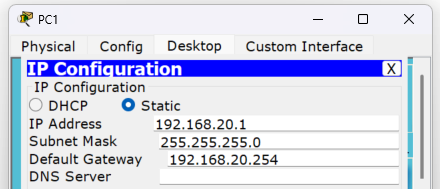 PC1
Physical Config Desktop Custom Interface
IP Configuration X
IP Configuration
DHCP Static
IP Address 192.168.20.1
Subnet Mask 255.255.255.0
Default Gateway 192.168.20.254
DNS Server